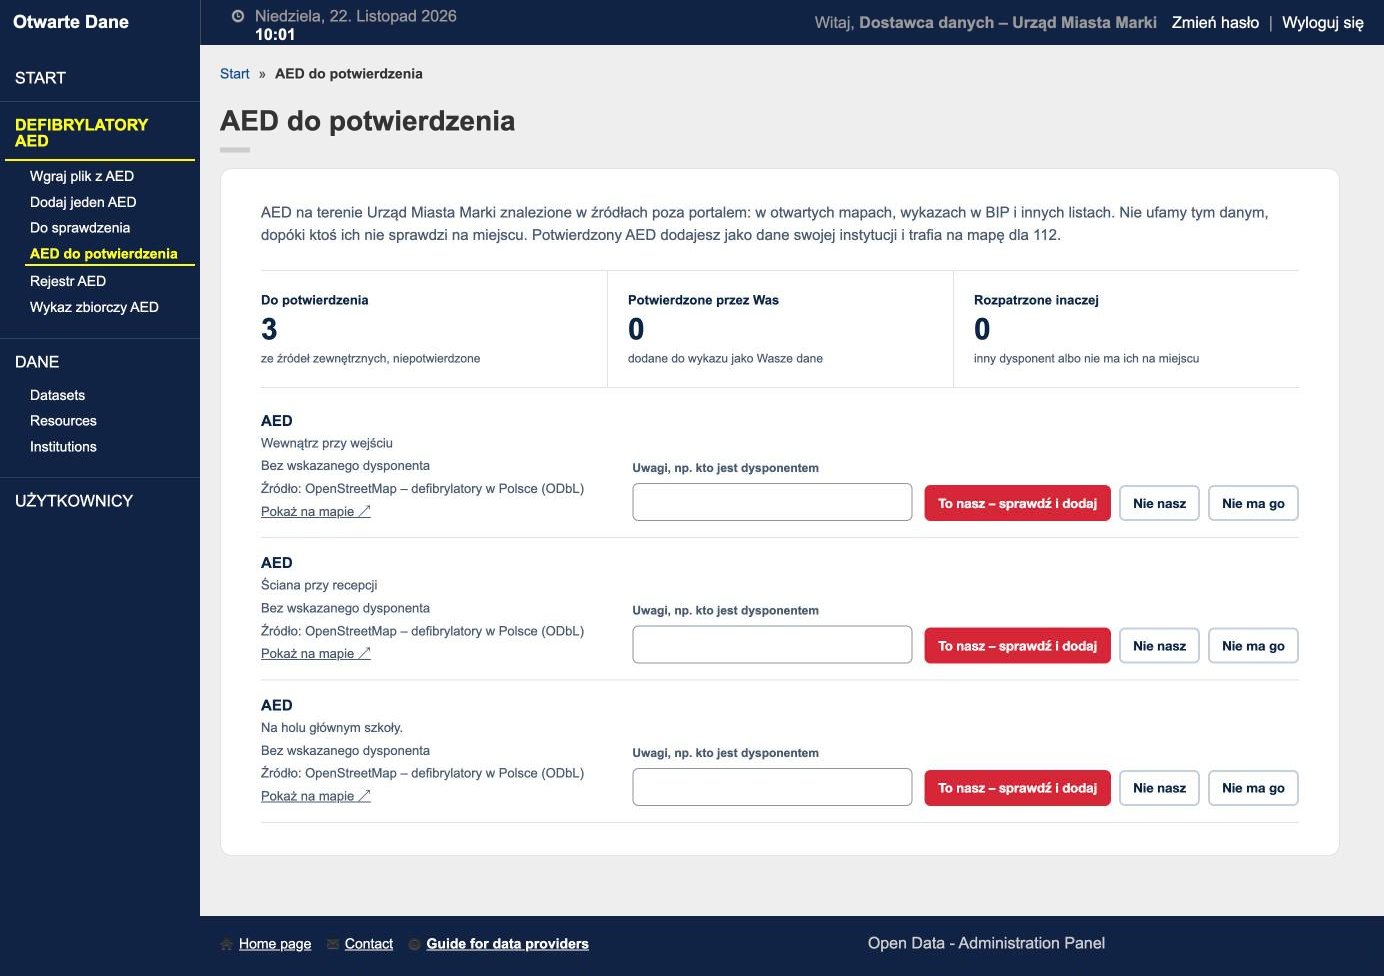 Otwarte Dane
Niedziela, 22. Listopad 2026
10:01
Witaj, Dostawca danych – Urząd Miasta Marki Zmień hasło | Wyloguj się
START
DEFIBRYLATORY
AED
Wgraj plik z AED
Dodaj jeden AED
Do sprawdzenia
AED do potwierdzenia
Rejestr AED
Wykaz zbiorczy AED
DANE
Datasets
Resources
Institutions
UŻYTKOWNICY
Start » AED do potwierdzenia
AED do potwierdzenia
AED na terenie Urząd Miasta Marki znalezione w źródłach poza portalem: w otwartych mapach, wykazach w BIP i innych listach. Nie ufamy tym danym,
dopóki ktoś ich nie sprawdzi na miejscu. Potwierdzony AED dodajesz jako dane swojej instytucji i trafia na mapę dla 112.
Do potwierdzenia
3
ze źródeł zewnętrznych, niepotwierdzone
Potwierdzone przez Was
0
dodane do wykazu jako Wasze dane
Rozpatrzone inaczej
0
inny dysponent albo nie ma ich na miejscu
AED
Wewnątrz przy wejściu
Bez wskazanego dysponenta
Źródło: OpenStreetMap – defibrylatory w Polsce (ODbL)
Pokaż na mapie ↗
Uwagi, np. kto jest dysponentem
To nasz – sprawdź i dodaj Nie nasz Nie ma go
AED
Ściana przy recepcji
Bez wskazanego dysponenta
Źródło: OpenStreetMap – defibrylatory w Polsce (ODbL)
Pokaż na mapie ↗
Uwagi, np. kto jest dysponentem
To nasz – sprawdź i dodaj Nie nasz Nie ma go
AED
Na holu głównym szkoły.
Bez wskazanego dysponenta
Źródło: OpenStreetMap – defibrylatory w Polsce (ODbL)
Pokaż na mapie ↗
Uwagi, np. kto jest dysponentem
To nasz – sprawdź i dodaj Nie nasz Nie ma go
Home page Contact Guide for data providers
Open Data - Administration Panel